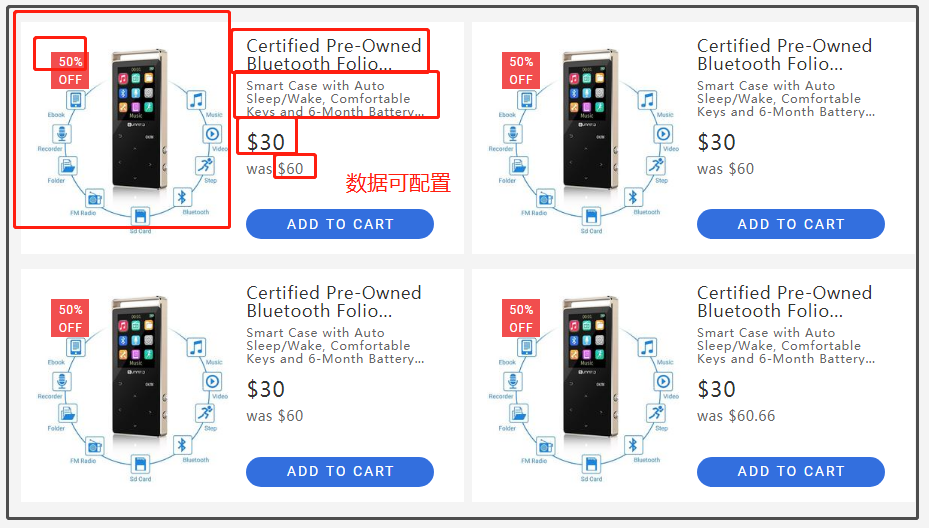 50%
OFF
Ebook
Recorder
Folder
FM Radio
Sd Card
Bluetooth
Step
Video
Music
Music
Certified Pre-Owned
Bluetooth Folio...
Smart Case with Auto
Sleep/Wake, Comfortable
Keys and 6-Month Battery...
$30
was $60
数据可配置
ADD TO CART
50%
OFF
Ebook
Recorder
Folder
FM Radio
Sd Card
Bluetooth
Step
Video
Music
Music
Certified Pre-Owned
Bluetooth Folio...
Smart Case with Auto
Sleep/Wake, Comfortable
Keys and 6-Month Battery...
$30
was $60
ADD TO CART
50%
OFF
Ebook
Recorder
Folder
FM Radio
Sd Card
Bluetooth
Step
Video
Music
Music
Certified Pre-Owned
Bluetooth Folio...
Smart Case with Auto
Sleep/Wake, Comfortable
Keys and 6-Month Battery...
$30
was $60
ADD TO CART
50%
OFF
Ebook
Recorder
Folder
FM Radio
Sd Card
Bluetooth
Step
Video
Music
Music
Certified Pre-Owned
Bluetooth Folio...
Smart Case with Auto
Sleep/Wake, Comfortable
Keys and 6-Month Battery...
$30
was $60.66
ADD TO CART